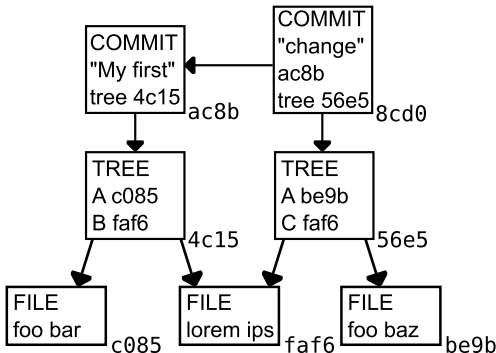 COMMIT
"My first"
tree 4c15
ac8b
COMMIT
"change"
ac8b
tree 56e5
8cd0
TREE
A c085
B faf6
4c15
TREE
A be9b
C faf6
56e5
FILE
foo bar
c085
FILE
lorem ips
faf6
FILE
foo baz
be9b